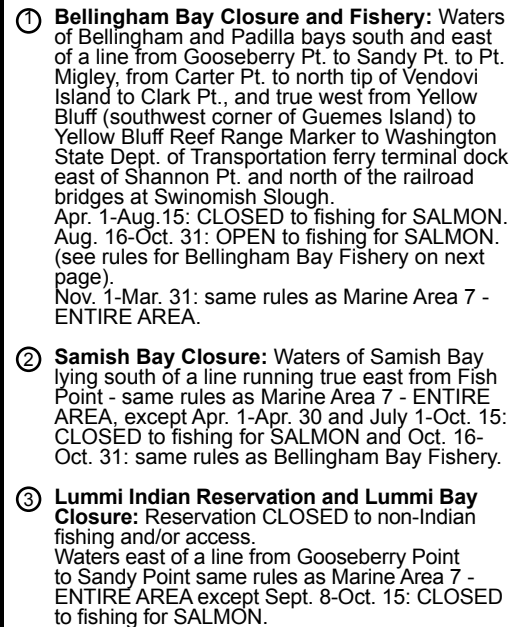 ① Bellingham Bay Closure and Fishery: Waters
of Bellingham and Padilla bays south and east
of a line from Gooseberry Pt. to Sandy Pt. to Pt.
Migley, from Carter Pt. to north tip of Vendovi
Island to Clark Pt., and true west from Yellow
Bluff (southwest corner of Guemes Island) to
Yellow Bluff Reef Range Marker to Washington
State Dept. of Transportation ferry terminal dock
east of Shannon Pt. and north of the railroad
bridges at Swinomish Slough.
Apr. 1-Aug.15: CLOSED to fishing for SALMON.
Aug. 16-Oct. 31: OPEN to fishing for SALMON.
(see rules for Bellingham Bay Fishery on next
page).
Nov. 1-Mar. 31: same rules as Marine Area 7 -
ENTIRE AREA.
② Samish Bay Closure: Waters of Samish Bay
lying south of a line running true east from Fish
Point - same rules as Marine Area 7 - ENTIRE
AREA, except Apr. 1-Apr. 30 and July 1-Oct. 15:
CLOSED to fishing for SALMON and Oct. 16-
Oct. 31: same rules as Bellingham Bay Fishery.
③ Lummi Indian Reservation and Lummi Bay
Closure: Reservation CLOSED to non-Indian
fishing and/or access.
Waters east of a line from Gooseberry Point
to Sandy Point same rules as Marine Area 7 -
ENTIRE AREA except Sept. 8-Oct. 15: CLOSED
to fishing for SALMON.